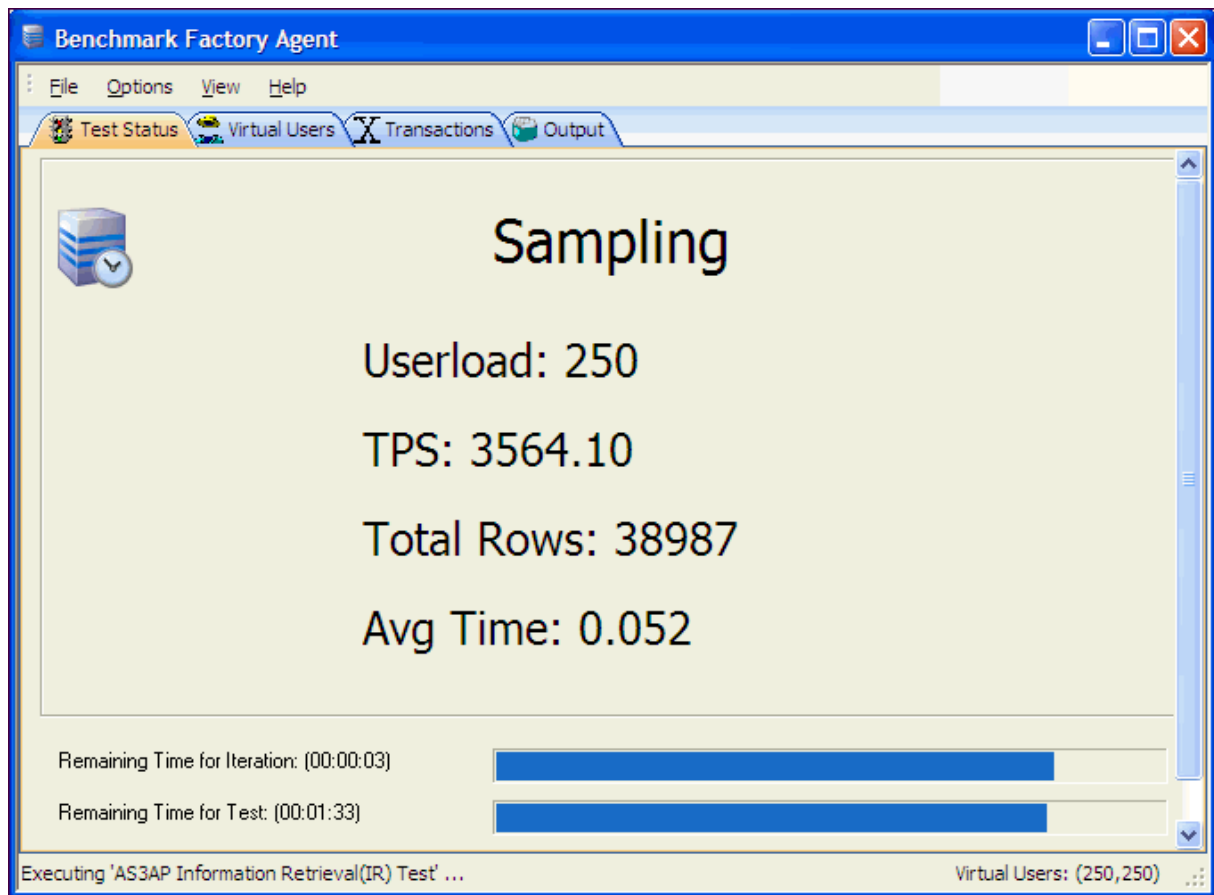 Benchmark Factory Agent
File Options View Help
Test Status Virtual Users Transactions Output
Sampling
Userload: 250
TPS: 3564.10
Total Rows: 38987
Avg Time: 0.052
Remaining Time for Iteration: (00:00:03)
Remaining Time for Test: (00:01:33)
Executing 'AS3AP Information Retrieval(IR) Test' ... Virtual Users: (250,250)